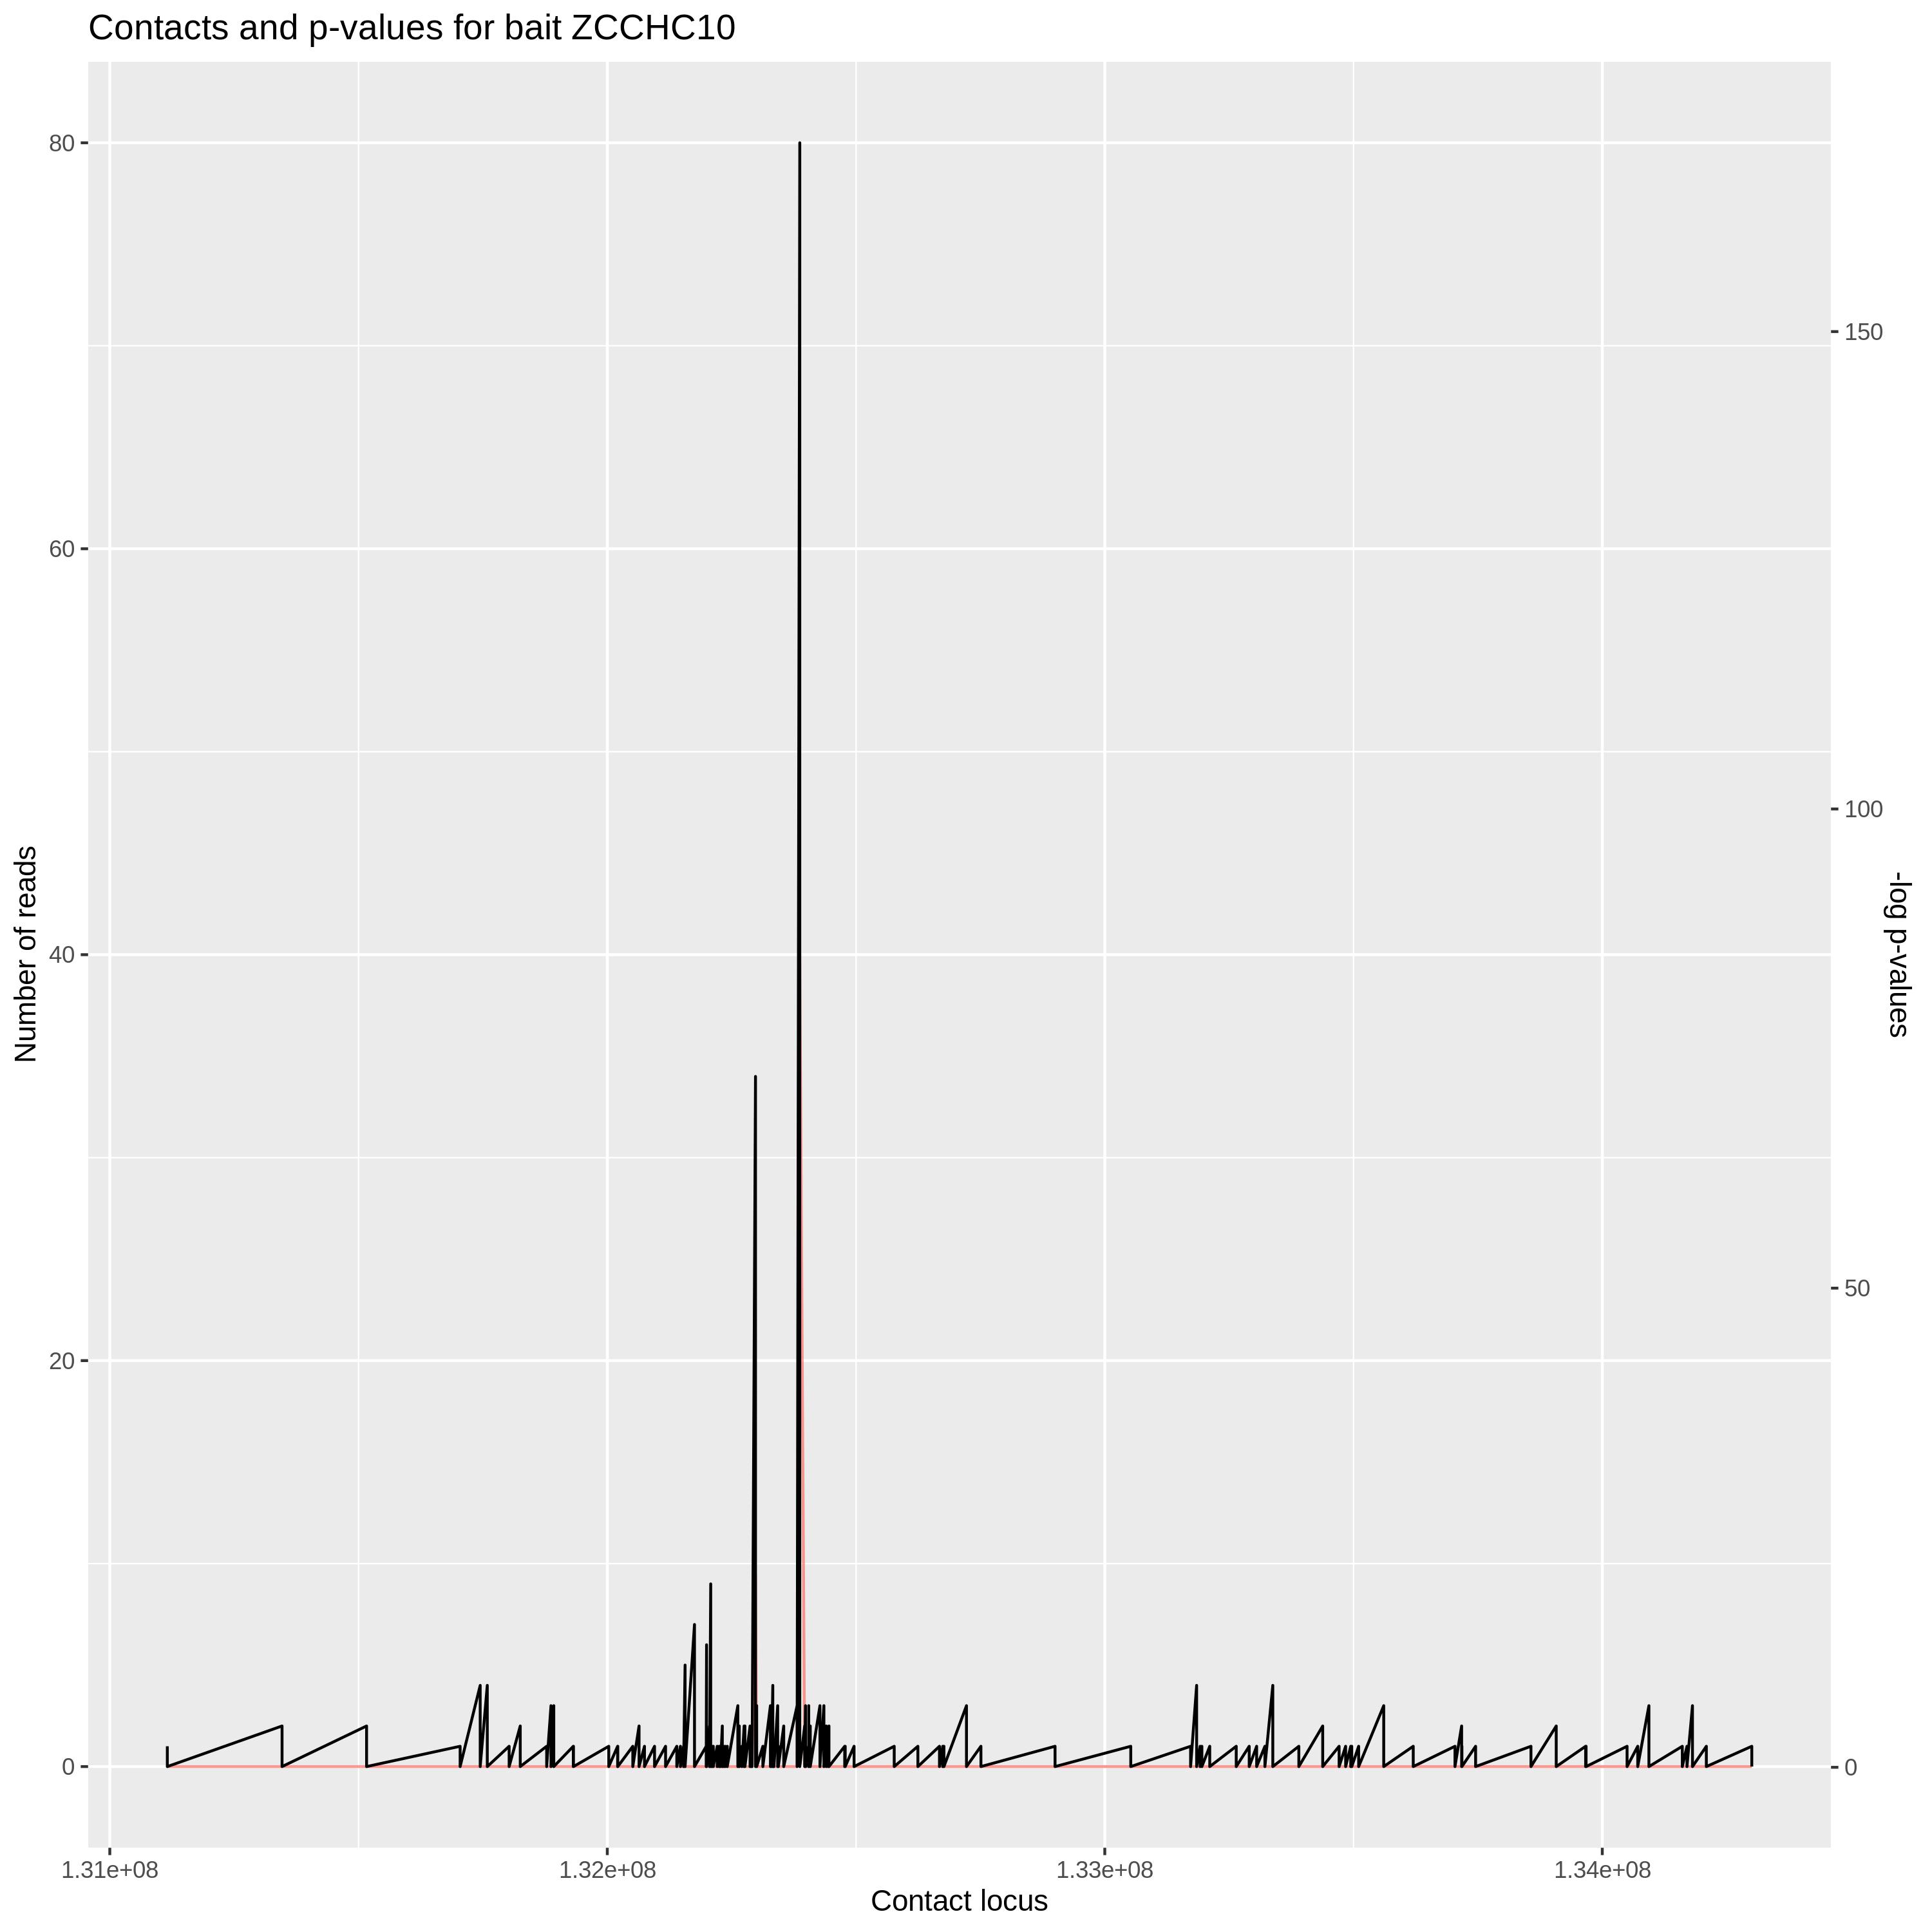 Contacts and p-values for bait ZCCHC10
80
60
40
20
0
Number of reads
150
100
50
0
-log p-values
1.31e+08
1.32e+08
1.33e+08
1.34e+08
Contact locus